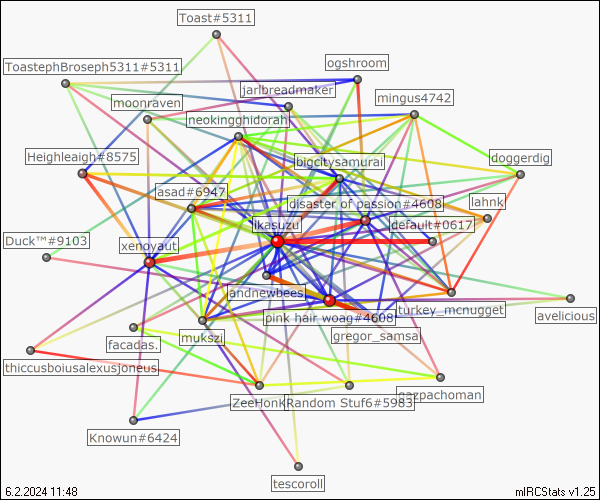 Toast#5311
ToastephBroseph5311#5311
ogshroom
jarlbreadmaker
mingus4742
moonraven
neokingghidorah
Heighleaigh#8575
bigcitysamurai
doggerdig
asad#6947
disaster of passion#4608
lahnk
ikasuzu
default#0617
Duck™#9103
xenoyaut
jandnewbees
pink hair woag#4608
turkey_mcnugget
avelicious
facadas.
mukszi
gregor_samsa
thiccusboiusalexusjoneus
ZeeHonk
Random Stuf6#5983
gazpachoman
Knowun#6424
tescoroll
6.2.2024 11:48
mIRCStats v1.25